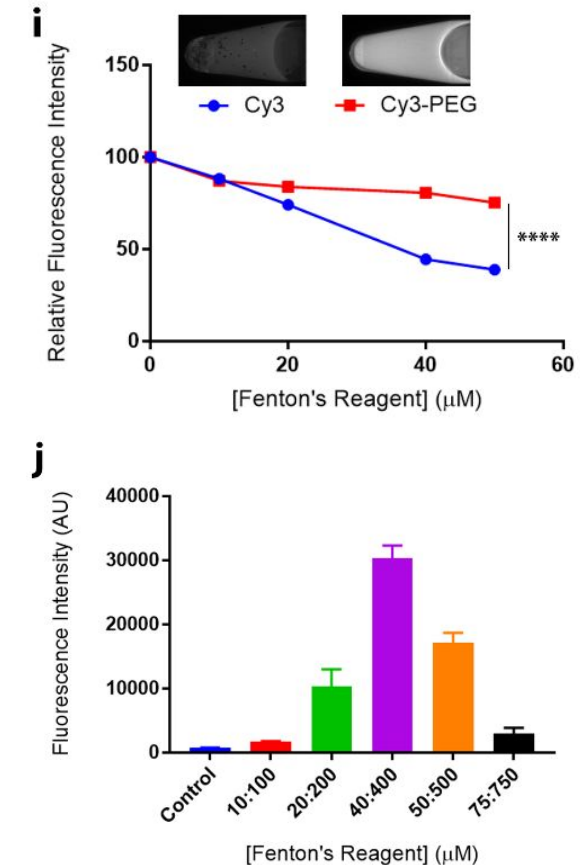 i
Relative Fluorescence Intensity
150
100
50
0
Cy3
Cy3-PEG
****
0 20 40 60
[Fenton's Reagent] (μM)
j
Fluorescence Intensity (AU)
40000
30000
20000
10000
0
Control 10:100 20:200 40:400 50:500 75:750
[Fenton's Reagent] (μM)